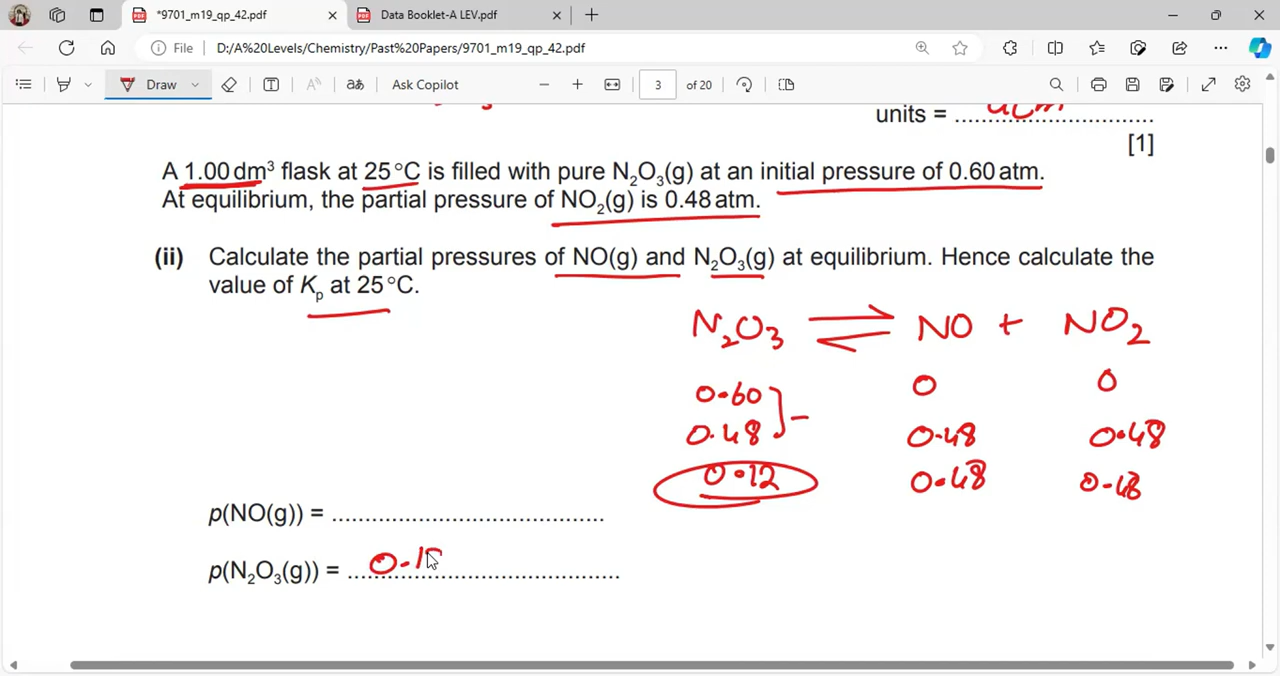 *9701_m19_qp_42.pdf
Data Booklet-A LEV.pdf
File D:/A%20Levels/Chemistry/Past%20Papers/9701_m19_qp_42.pdf
Draw
aあ
Ask Copilot
3 of 20
units = atm
[1]
A 1.00 dm³ flask at 25 °C is filled with pure N₂O₃(g) at an initial pressure of 0.60 atm.
At equilibrium, the partial pressure of NO₂(g) is 0.48 atm.
(ii) Calculate the partial pressures of NO(g) and N₂O₃(g) at equilibrium. Hence calculate the
value of Kₚ at 25 °C.
N₂O₃ ⇌ NO + NO₂
0.60 0 0
0.48 0.48 0.48
0.12 0.48 0.48
p(NO(g)) = ........................................
p(N₂O₃(g)) = 0.1